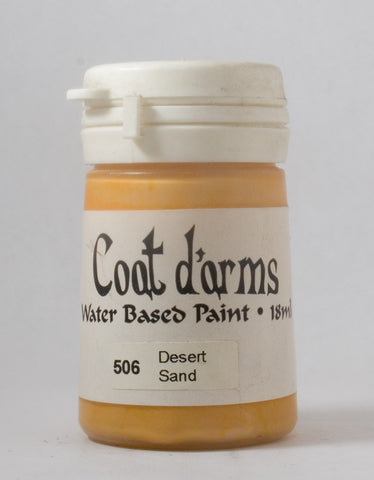 Coat d'arms
Water Based Paint • 18ml
506 Desert
Sand